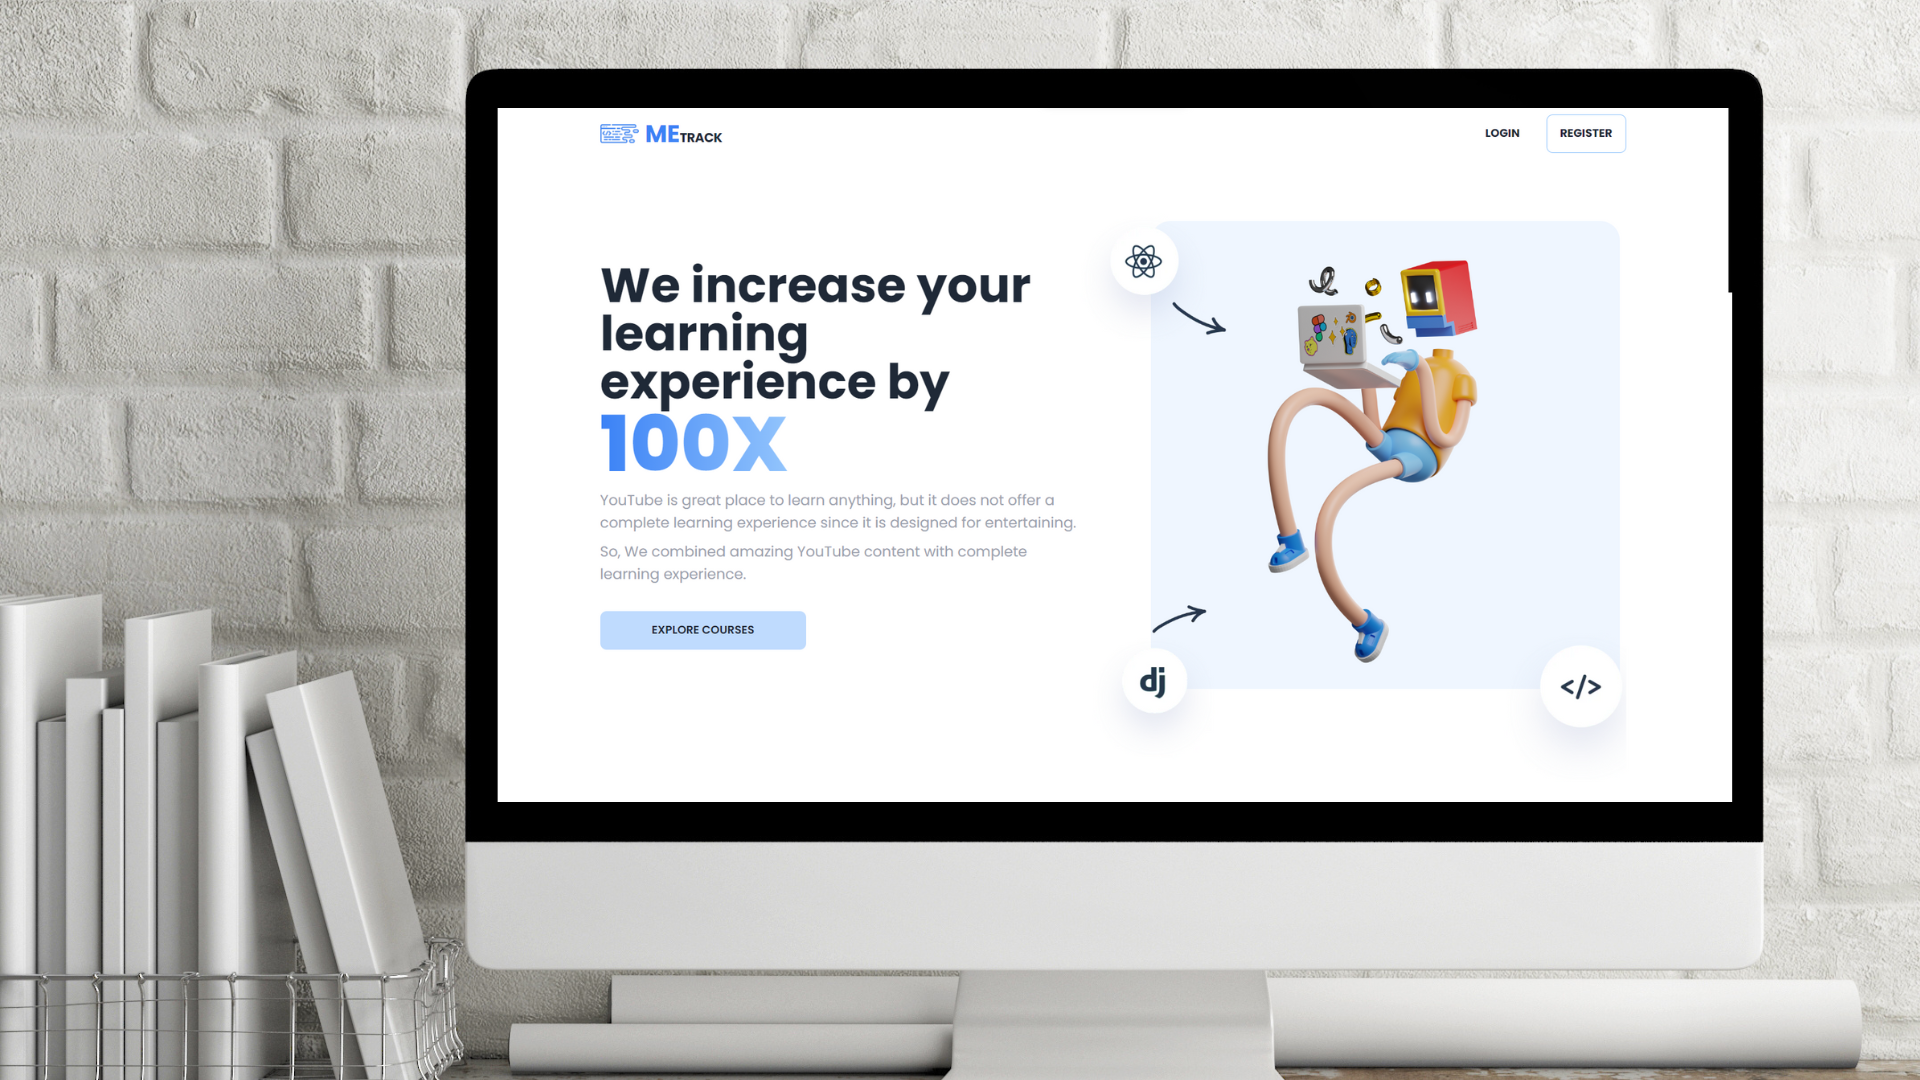 METRACK
LOGIN
REGISTER
We increase your
learning
experience by
100X
YouTube is great place to learn anything, but it does not offer a
complete learning experience since it is designed for entertaining.
So, We combined amazing YouTube content with complete
learning experience.
EXPLORE COURSES
dj
</>